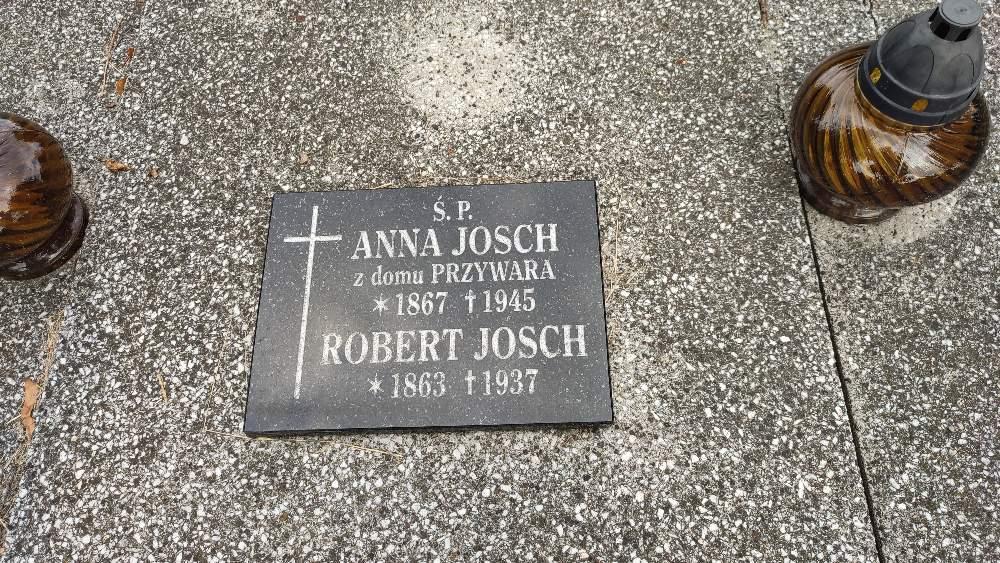 Ś. P.
ANNA JOSCH
z domu PRZYWARA
✶1867 †1945
ROBERT JOSCH
✶1863 †1937